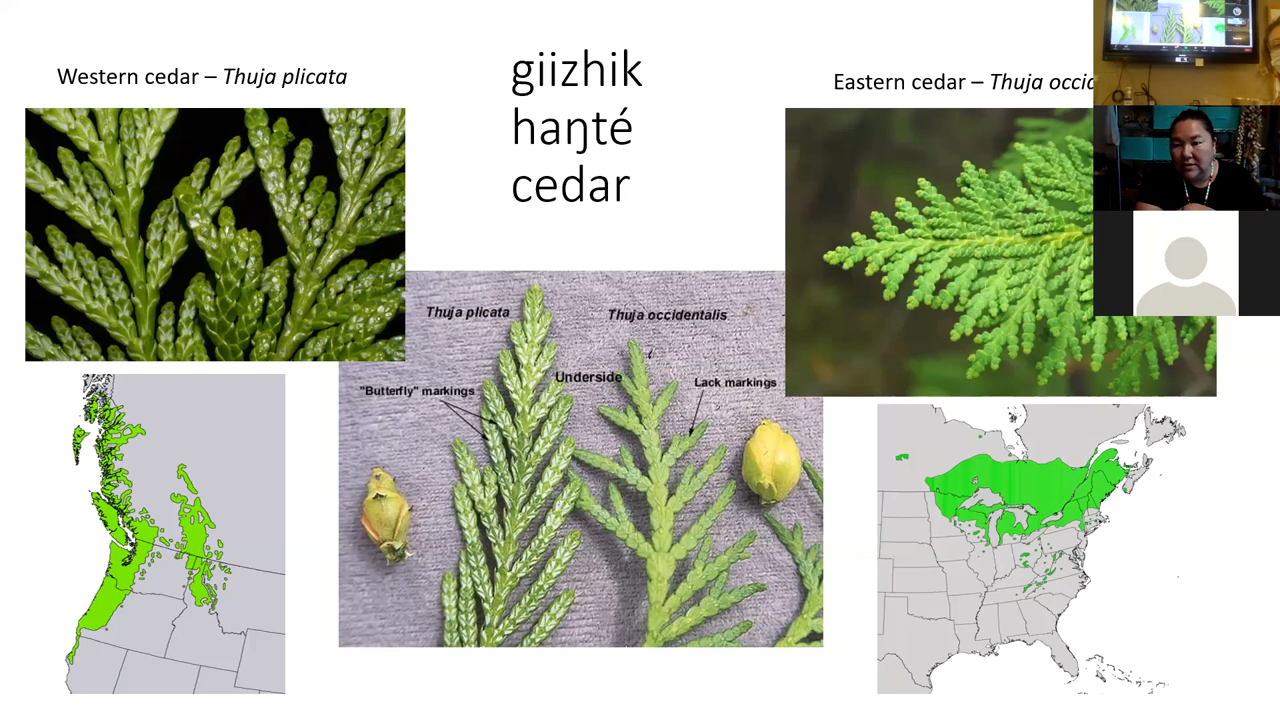 Western cedar – Thuja plicata
giizhik
haŋté
cedar
Eastern cedar – Thuja occid
Thuja plicata
Thuja occidentalis
Underside
"Butterfly" markings
Lack markings